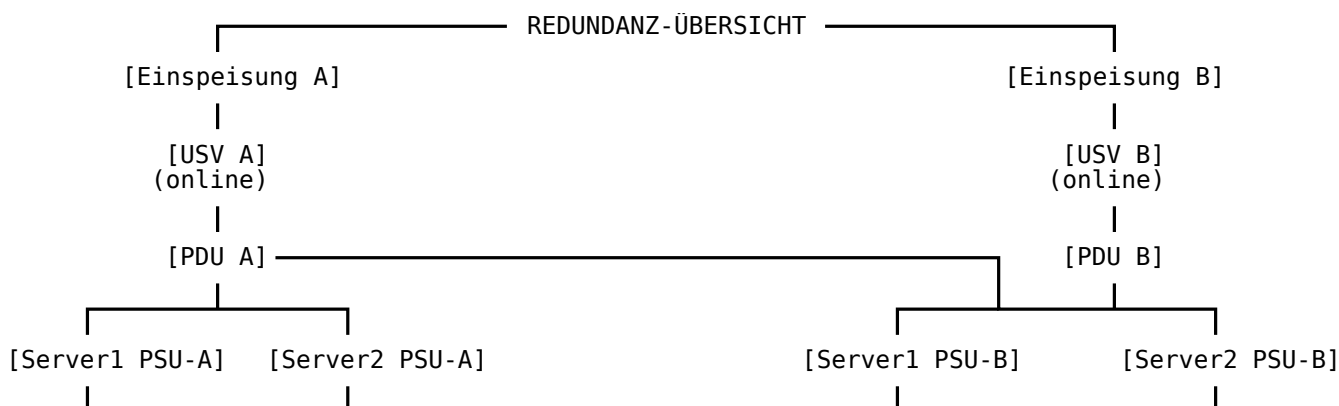 REDUNDANZ-ÜBERSICHT
[Einspeisung A] [Einspeisung B]
[USV A] [USV B]
(online) (online)
[PDU A] [PDU B]
[Server1 PSU-A] [Server2 PSU-A] [Server1 PSU-B] [Server2 PSU-B]